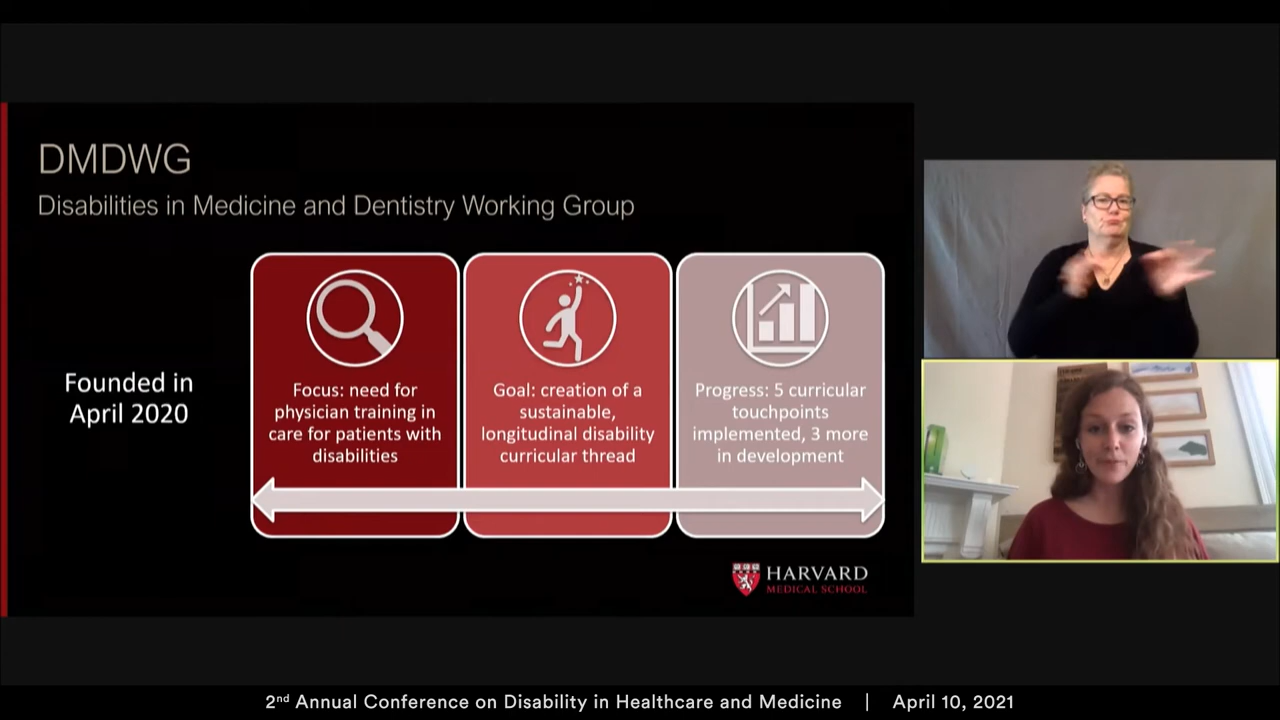 DMDWG
Disabilities in Medicine and Dentistry Working Group
Founded in
April 2020
Focus: need for
physician training in
care for patients with
disabilities
Goal: creation of a
sustainable,
longitudinal disability
curricular thread
Progress: 5 curricular
touchpoints
implemented, 3 more
in development
HARVARD
MEDICAL SCHOOL
2nd Annual Conference on Disability in Healthcare and Medicine | April 10, 2021